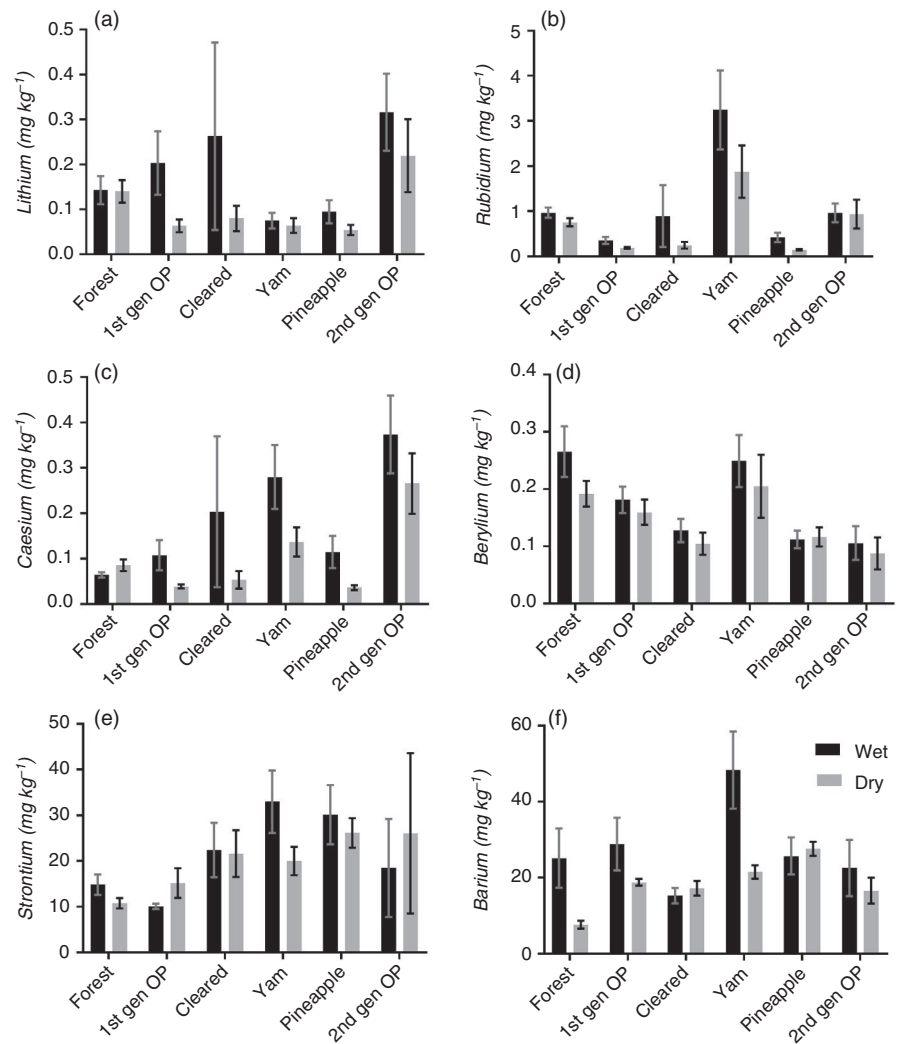 (a)
Lithium (mg kg⁻¹)
0.5
0.4
0.3
0.2
0.1
0.0
Forest
1st gen OP
Cleared
Yam
Pineapple
2nd gen OP
(b)
Rubidium (mg kg⁻¹)
5
4
3
2
1
0
Forest
1st gen OP
Cleared
Yam
Pineapple
2nd gen OP
(c)
Caesium (mg kg⁻¹)
0.5
0.4
0.3
0.2
0.1
0.0
Forest
1st gen OP
Cleared
Yam
Pineapple
2nd gen OP
(d)
Berylium (mg kg⁻¹)
0.4
0.3
0.2
0.1
0.0
Forest
1st gen OP
Cleared
Yam
Pineapple
2nd gen OP
(e)
Strontium (mg kg⁻¹)
50
40
30
20
10
0
Forest
1st gen OP
Cleared
Yam
Pineapple
2nd gen OP
(f)
Barium (mg kg⁻¹)
60
40
20
0
Wet
Dry
Forest
1st gen OP
Cleared
Yam
Pineapple
2nd gen OP